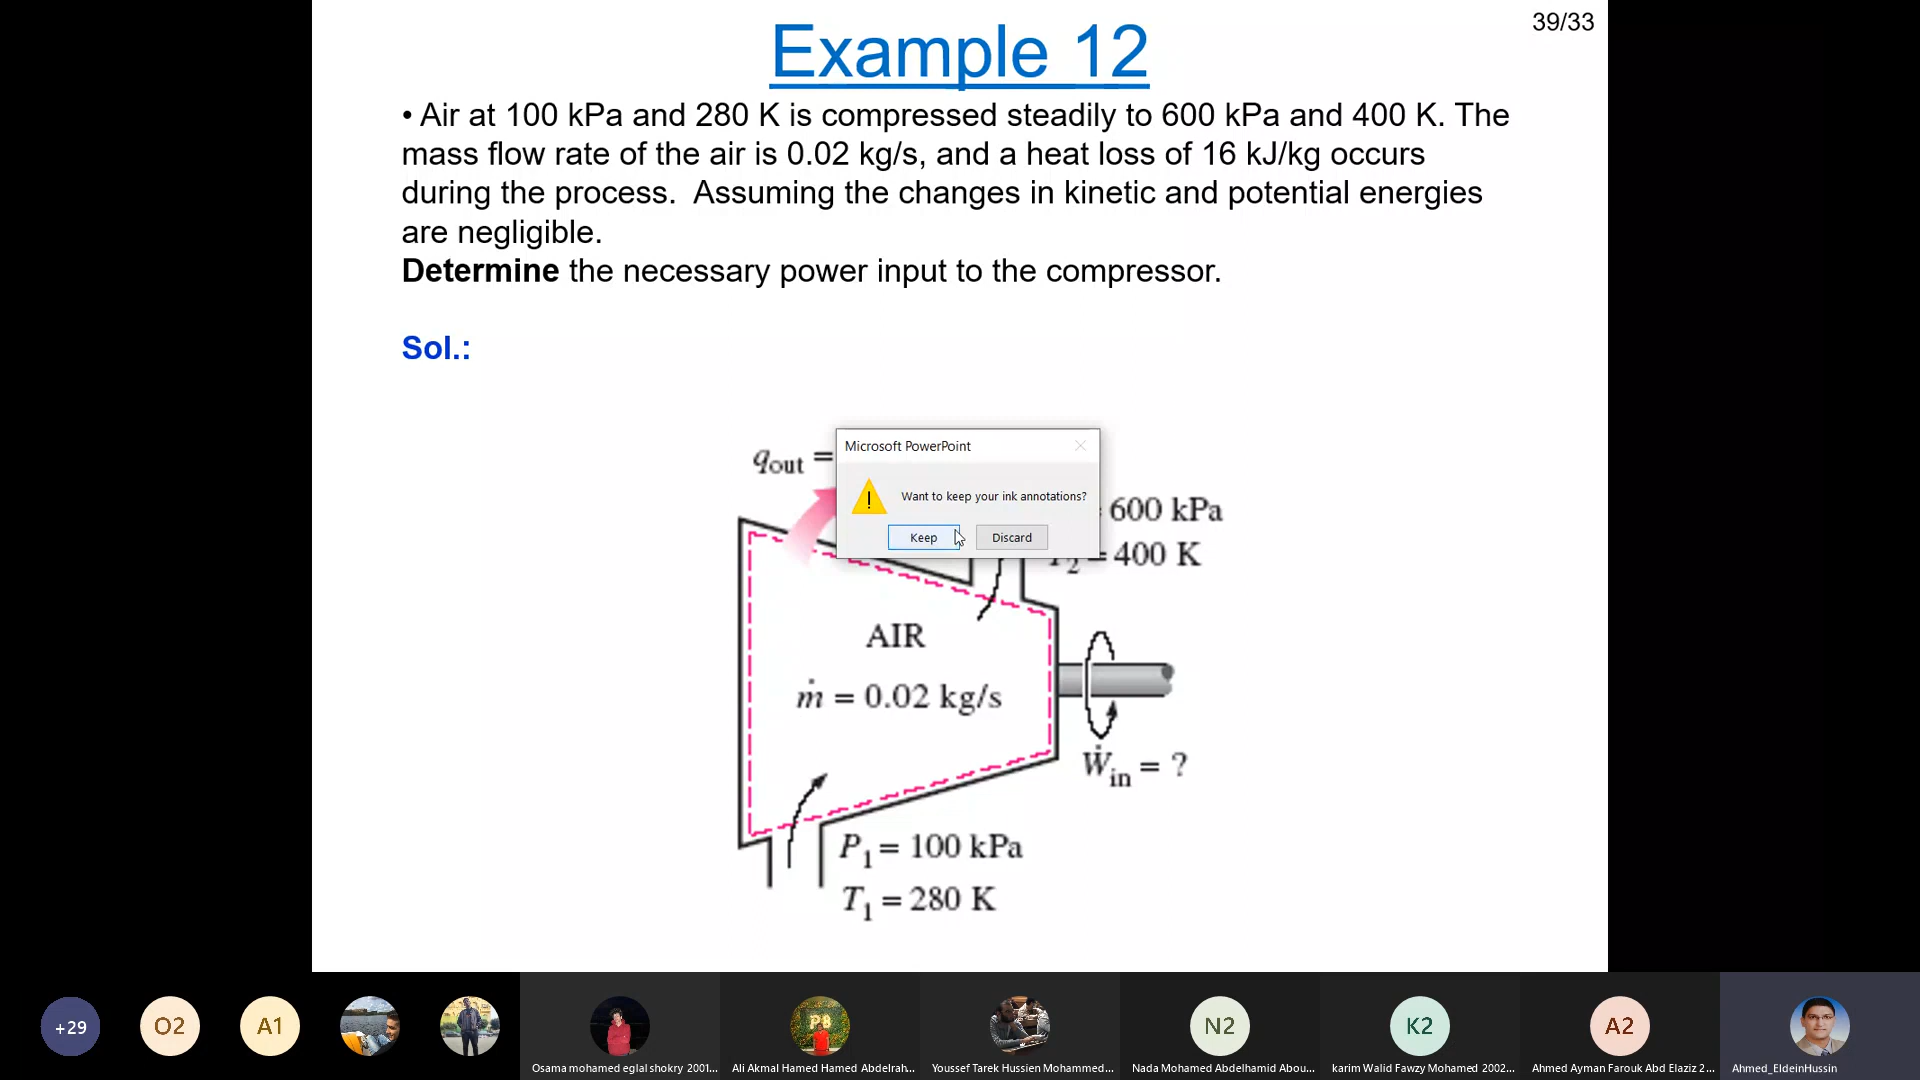 39/33
Example 12
• Air at 100 kPa and 280 K is compressed steadily to 600 kPa and 400 K. The
mass flow rate of the air is 0.02 kg/s, and a heat loss of 16 kJ/kg occurs
during the process.  Assuming the changes in kinetic and potential energies
are negligible.
Determine the necessary power input to the compressor.
Sol.:
qout =
Microsoft PowerPoint
Want to keep your ink annotations?
Keep
Discard
600 kPa
2 = 400 K
AIR
ṁ = 0.02 kg/s
Ẇin = ?
P1 = 100 kPa
T1 = 280 K
+29
O2
A1
P8
N2
K2
A2
Osama mohamed eglal shokry 2001...
Ali Akmal Hamed Hamed Abdelrah...
Youssef Tarek Hussien Mohammed...
Nada Mohamed Abdelhamid Abou...
karim Walid Fawzy Mohamed 2002...
Ahmed Ayman Farouk Abd Elaziz 2...
Ahmed_EldeinHussin